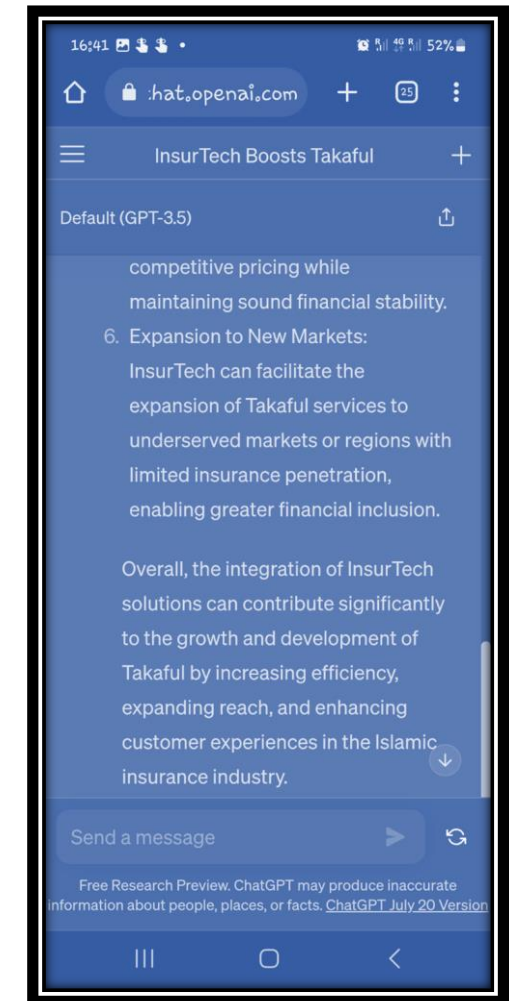 16:41 52%
:hat.openai.com 25
InsurTech Boosts Takaful
Default (GPT-3.5)
competitive pricing while
maintaining sound financial stability.
6. Expansion to New Markets:
InsurTech can facilitate the
expansion of Takaful services to
underserved markets or regions with
limited insurance penetration,
enabling greater financial inclusion.
Overall, the integration of InsurTech
solutions can contribute significantly
to the growth and development of
Takaful by increasing efficiency,
expanding reach, and enhancing
customer experiences in the Islamic
insurance industry.
Send a message
Free Research Preview. ChatGPT may produce inaccurate
information about people, places, or facts. ChatGPT July 20 Version